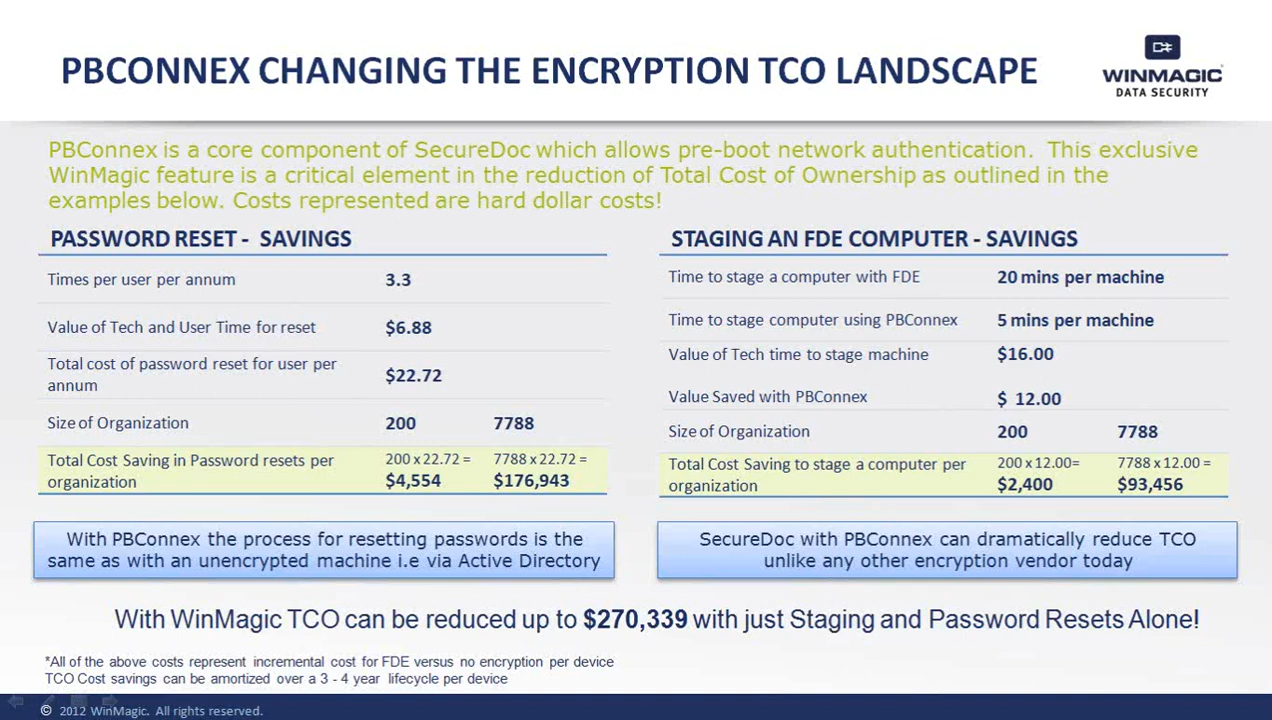 PBCONNEX CHANGING THE ENCRYPTION TCO LANDSCAPE
WINMAGIC
DATA SECURITY
PBConnex is a core component of SecureDoc which allows pre-boot network authentication. This exclusive
WinMagic feature is a critical element in the reduction of Total Cost of Ownership as outlined in the
examples below. Costs represented are hard dollar costs!
PASSWORD RESET - SAVINGS
Times per user per annum 3.3
Value of Tech and User Time for reset $6.88
Total cost of password reset for user per
annum $22.72
Size of Organization 200 7788
Total Cost Saving in Password resets per 200 x 22.72 = 7788 x 22.72 =
organization $4,554 $176,943
With PBConnex the process for resetting passwords is the
same as with an unencrypted machine i.e via Active Directory
STAGING AN FDE COMPUTER - SAVINGS
Time to stage a computer with FDE 20 mins per machine
Time to stage computer using PBConnex 5 mins per machine
Value of Tech time to stage machine $16.00
Value Saved with PBConnex $ 12.00
Size of Organization 200 7788
Total Cost Saving to stage a computer per 200 x 12.00= 7788 x 12.00 =
organization $2,400 $93,456
SecureDoc with PBConnex can dramatically reduce TCO
unlike any other encryption vendor today
With WinMagic TCO can be reduced up to $270,339 with just Staging and Password Resets Alone!
*All of the above costs represent incremental cost for FDE versus no encryption per device
TCO Cost savings can be amortized over a 3 - 4 year lifecycle per device
© 2012 WinMagic. All rights reserved.